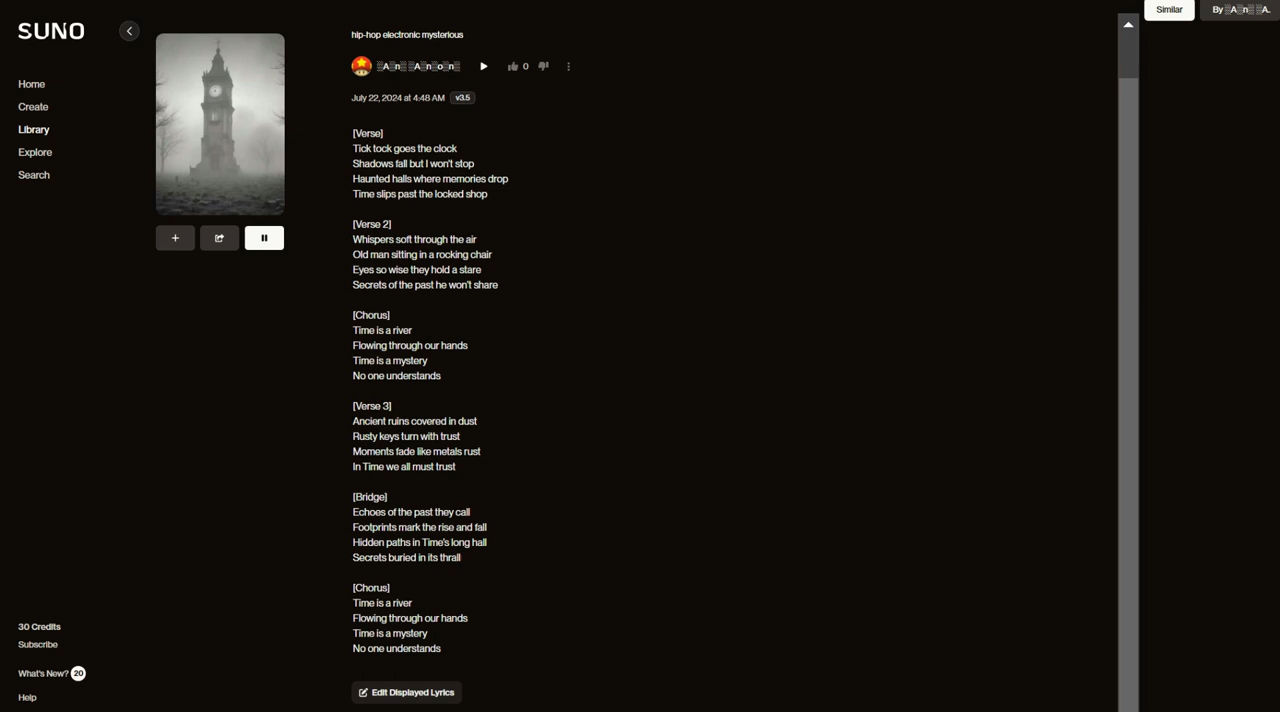 SUNO
Home
Create
Library
Explore
Search
30 Credits
Subscribe
What's New? 20
Help
hip-hop electronic mysterious
░A░n░ ░A░n░o░n░
0
July 22, 2024 at 4:48 AM v3.5
[Verse]
Tick tock goes the clock
Shadows fall but I won't stop
Haunted halls where memories drop
Time slips past the locked shop
[Verse 2]
Whispers soft through the air
Old man sitting in a rocking chair
Eyes so wise they hold a stare
Secrets of the past he won't share
[Chorus]
Time is a river
Flowing through our hands
Time is a mystery
No one understands
[Verse 3]
Ancient ruins covered in dust
Rusty keys turn with trust
Moments fade like metals rust
In Time we all must trust
[Bridge]
Echoes of the past they call
Footprints mark the rise and fall
Hidden paths in Time's long hall
Secrets buried in its thrall
[Chorus]
Time is a river
Flowing through our hands
Time is a mystery
No one understands
Edit Displayed Lyrics
Similar
By ░A░n░ ░A.